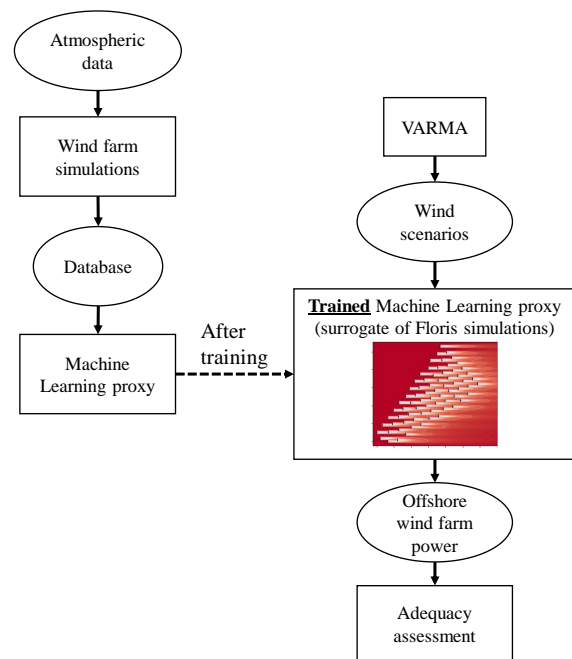 Atmospheric
data
Wind farm
simulations
Database
Machine
Learning proxy
After
training
VARMA
Wind
scenarios
Trained Machine Learning proxy
(surrogate of Floris simulations)
Offshore
wind farm
power
Adequacy
assessment